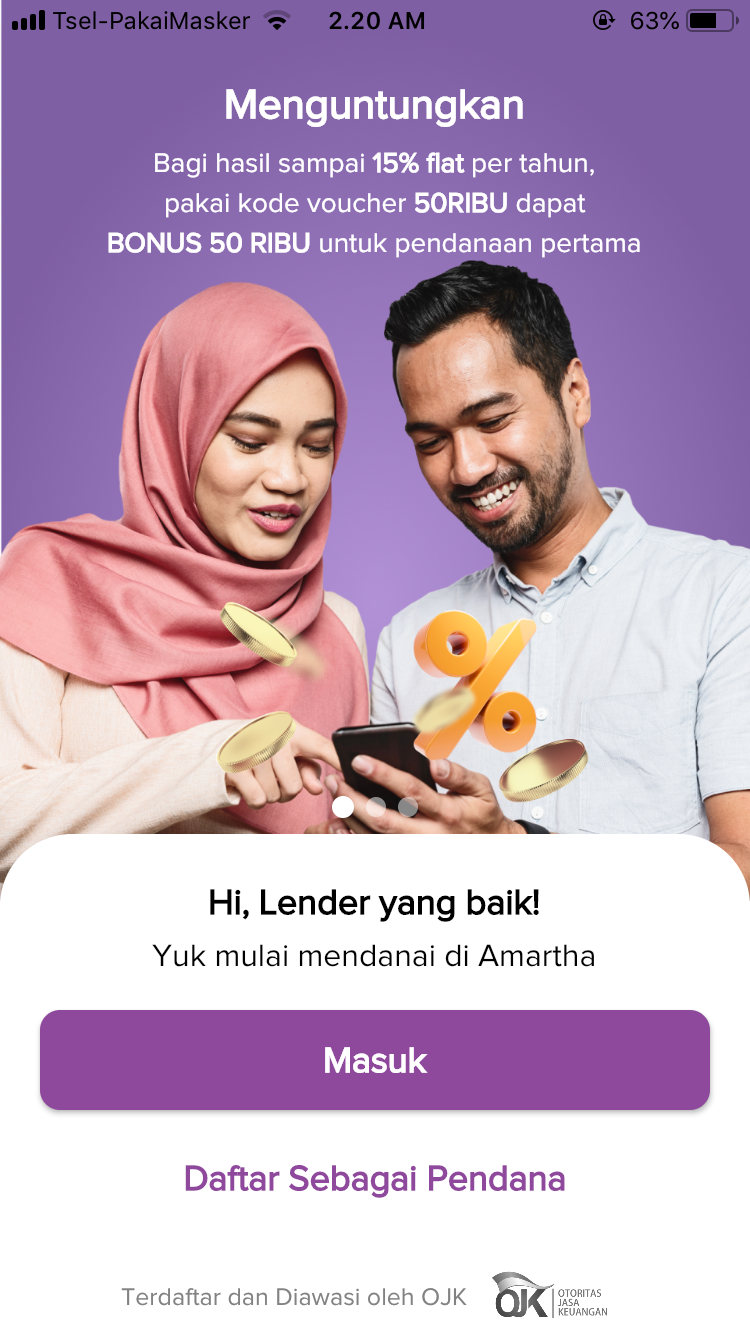 Tsel-PakaiMasker 2.20 AM 63%
Menguntungkan
Bagi hasil sampai 15% flat per tahun,
pakai kode voucher 50RIBU dapat
BONUS 50 RIBU untuk pendanaan pertama
%
Hi, Lender yang baik!
Yuk mulai mendanai di Amartha
Masuk
Daftar Sebagai Pendana
Terdaftar dan Diawasi oleh OJK
OJK
OTORITAS
JASA
KEUANGAN